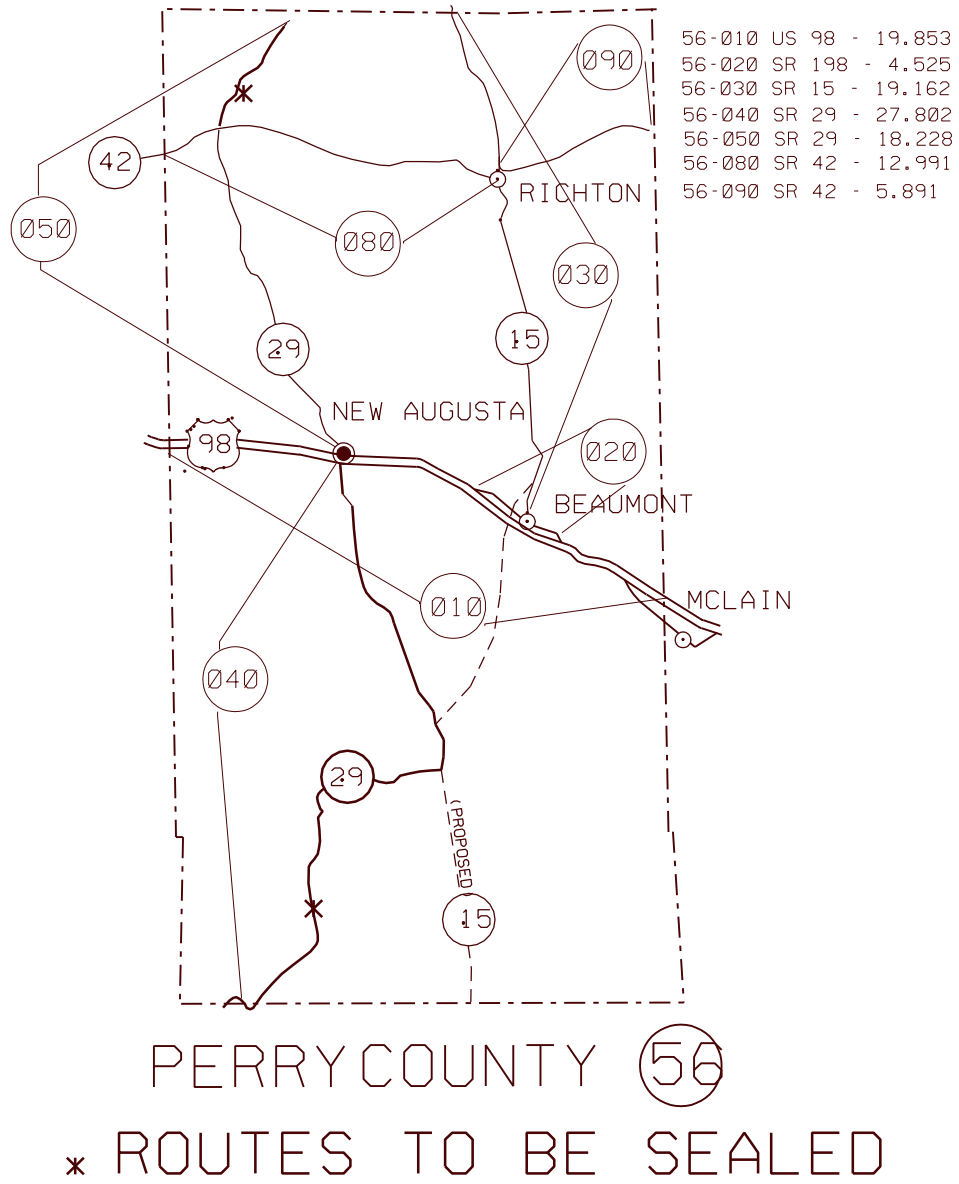 56-010 US 98 - 19.853
56-020 SR 198 - 4.525
56-030 SR 15 - 19.162
56-040 SR 29 - 27.802
56-050 SR 29 - 18.228
56-080 SR 42 - 12.991
56-090 SR 42 - 5.891
090
42
RICHTON
050
080
030
29
15
NEW AUGUSTA
98
020
BEAUMONT
010
MCLAIN
040
29
(PROPOSED)
15
PERRY COUNTY 56
* ROUTES TO BE SEALED